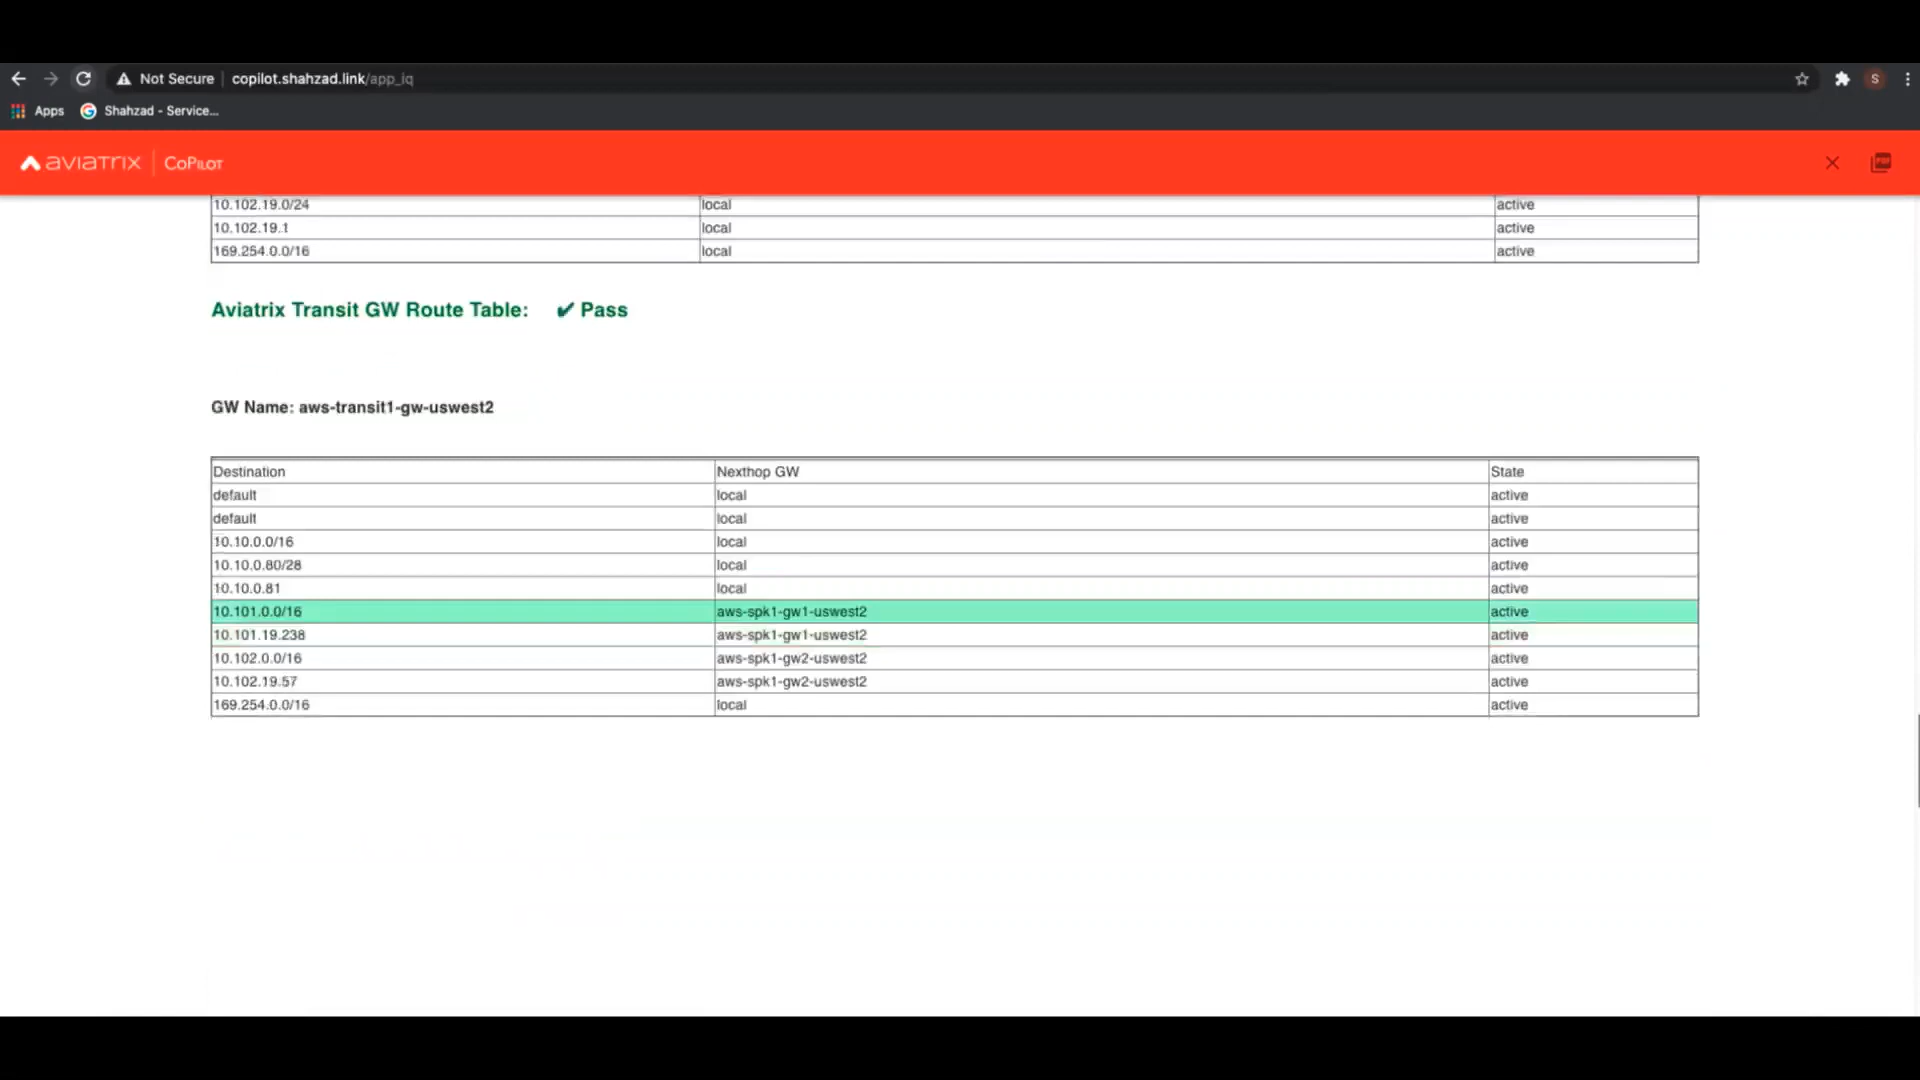 Not Secure copilot.shahzad.link/app_iq S
Apps Shahzad - Service...
aviatrix CoPilot PDF
10.102.19.0/24 local active
10.102.19.1 local active
169.254.0.0/16 local active
Aviatrix Transit GW Route Table: ✔ Pass
GW Name: aws-transit1-gw-uswest2
Destination Nexthop GW State
default local active
default local active
10.10.0.0/16 local active
10.10.0.80/28 local active
10.10.0.81 local active
10.101.0.0/16 aws-spk1-gw1-uswest2 active
10.101.19.238 aws-spk1-gw1-uswest2 active
10.102.0.0/16 aws-spk1-gw2-uswest2 active
10.102.19.57 aws-spk1-gw2-uswest2 active
169.254.0.0/16 local active